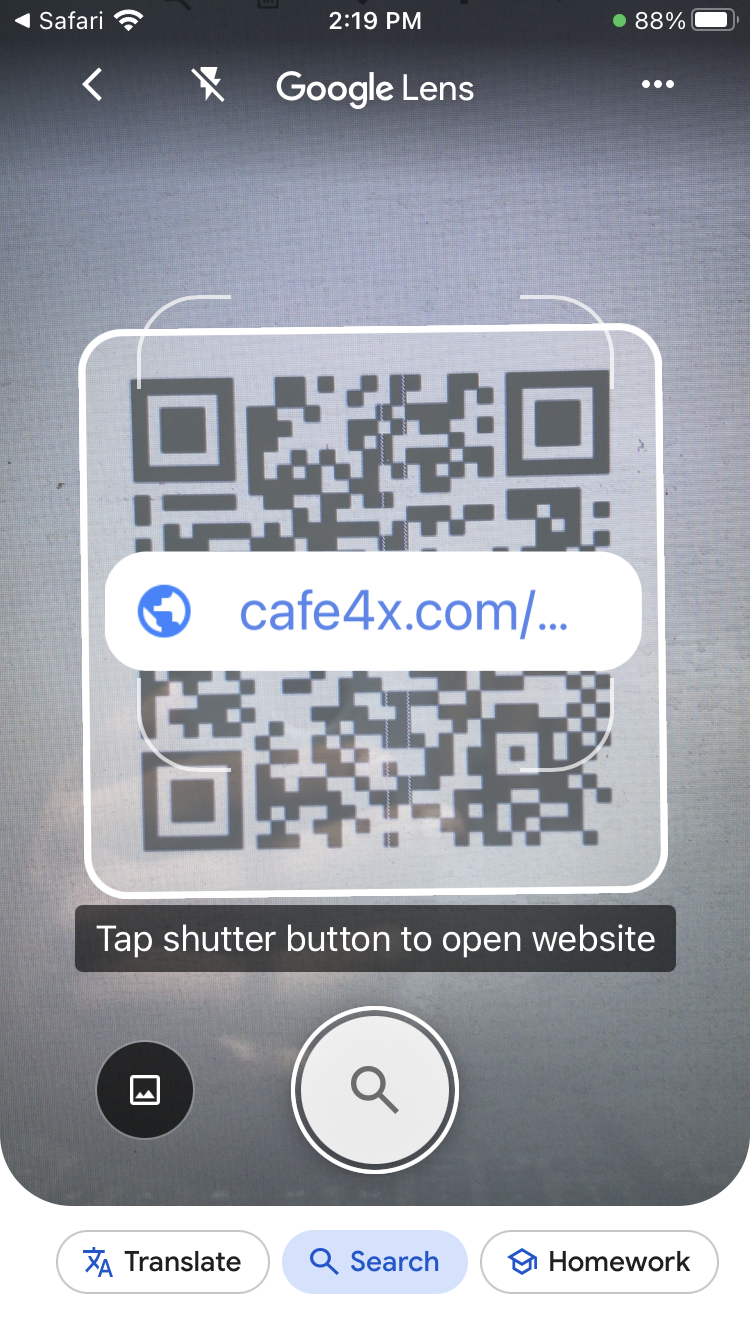 Safari
2:19 PM
88%
Google Lens
cafe4x.com/...
Tap shutter button to open website
Translate
Search
Homework